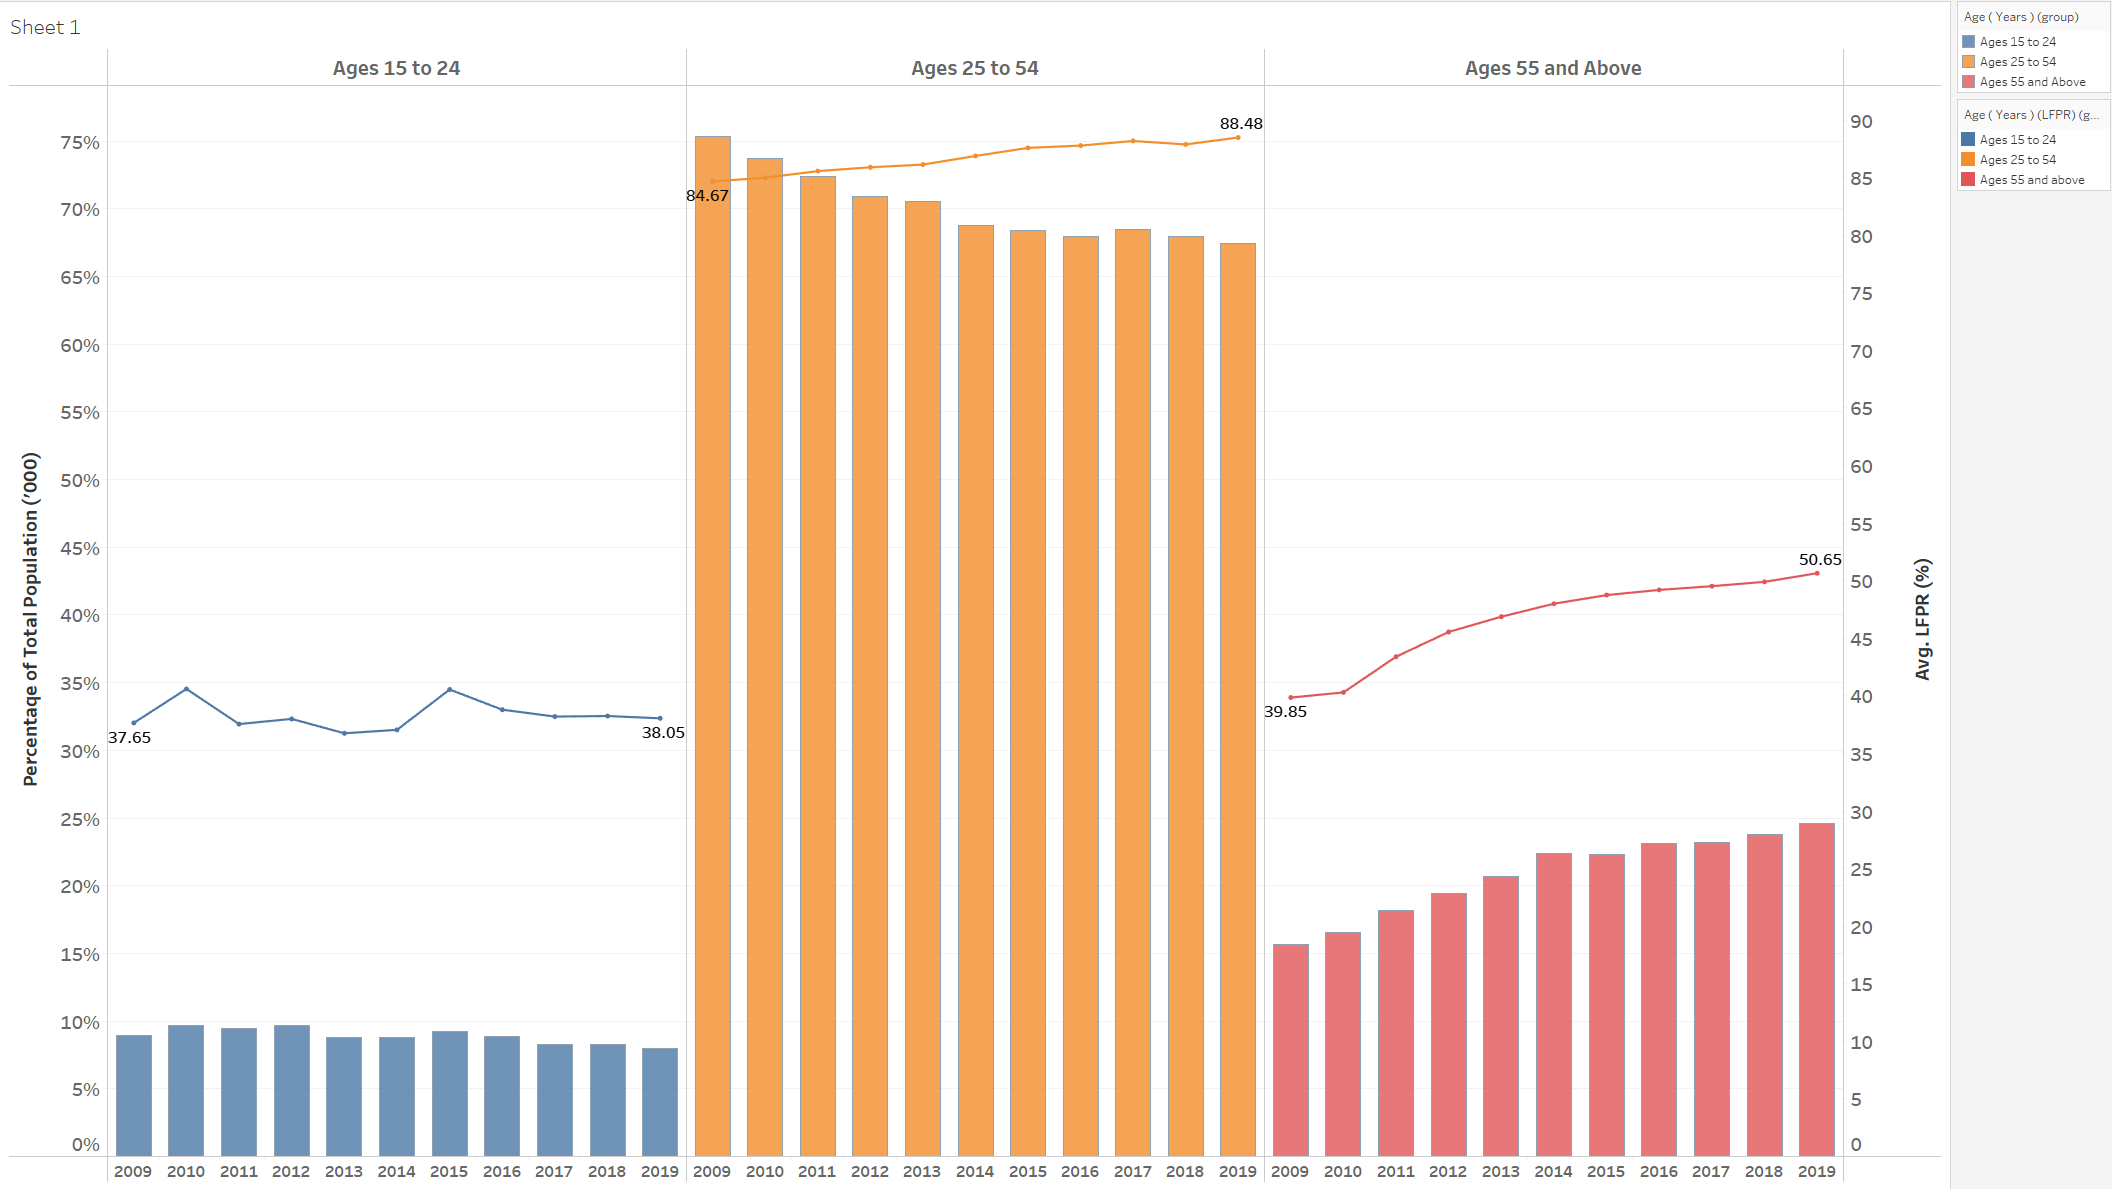 Sheet 1
Ages 15 to 24
Ages 25 to 54
Ages 55 and Above
Percentage of Total Population ('000)
75%
70%
65%
60%
55%
50%
45%
40%
35%
30%
25%
20%
15%
10%
5%
0%
37.65
38.05
84.67
88.48
39.85
50.65
90
85
80
75
70
65
60
55
50
45
40
35
30
25
20
15
10
5
0
Avg. LFPR (%)
2009 2010 2011 2012 2013 2014 2015 2016 2017 2018 2019 2009 2010 2011 2012 2013 2014 2015 2016 2017 2018 2019 2009 2010 2011 2012 2013 2014 2015 2016 2017 2018 2019
Age ( Years ) (group)
Ages 15 to 24
Ages 25 to 54
Ages 55 and Above
Age ( Years ) (LFPR) (g...
Ages 15 to 24
Ages 25 to 54
Ages 55 and above